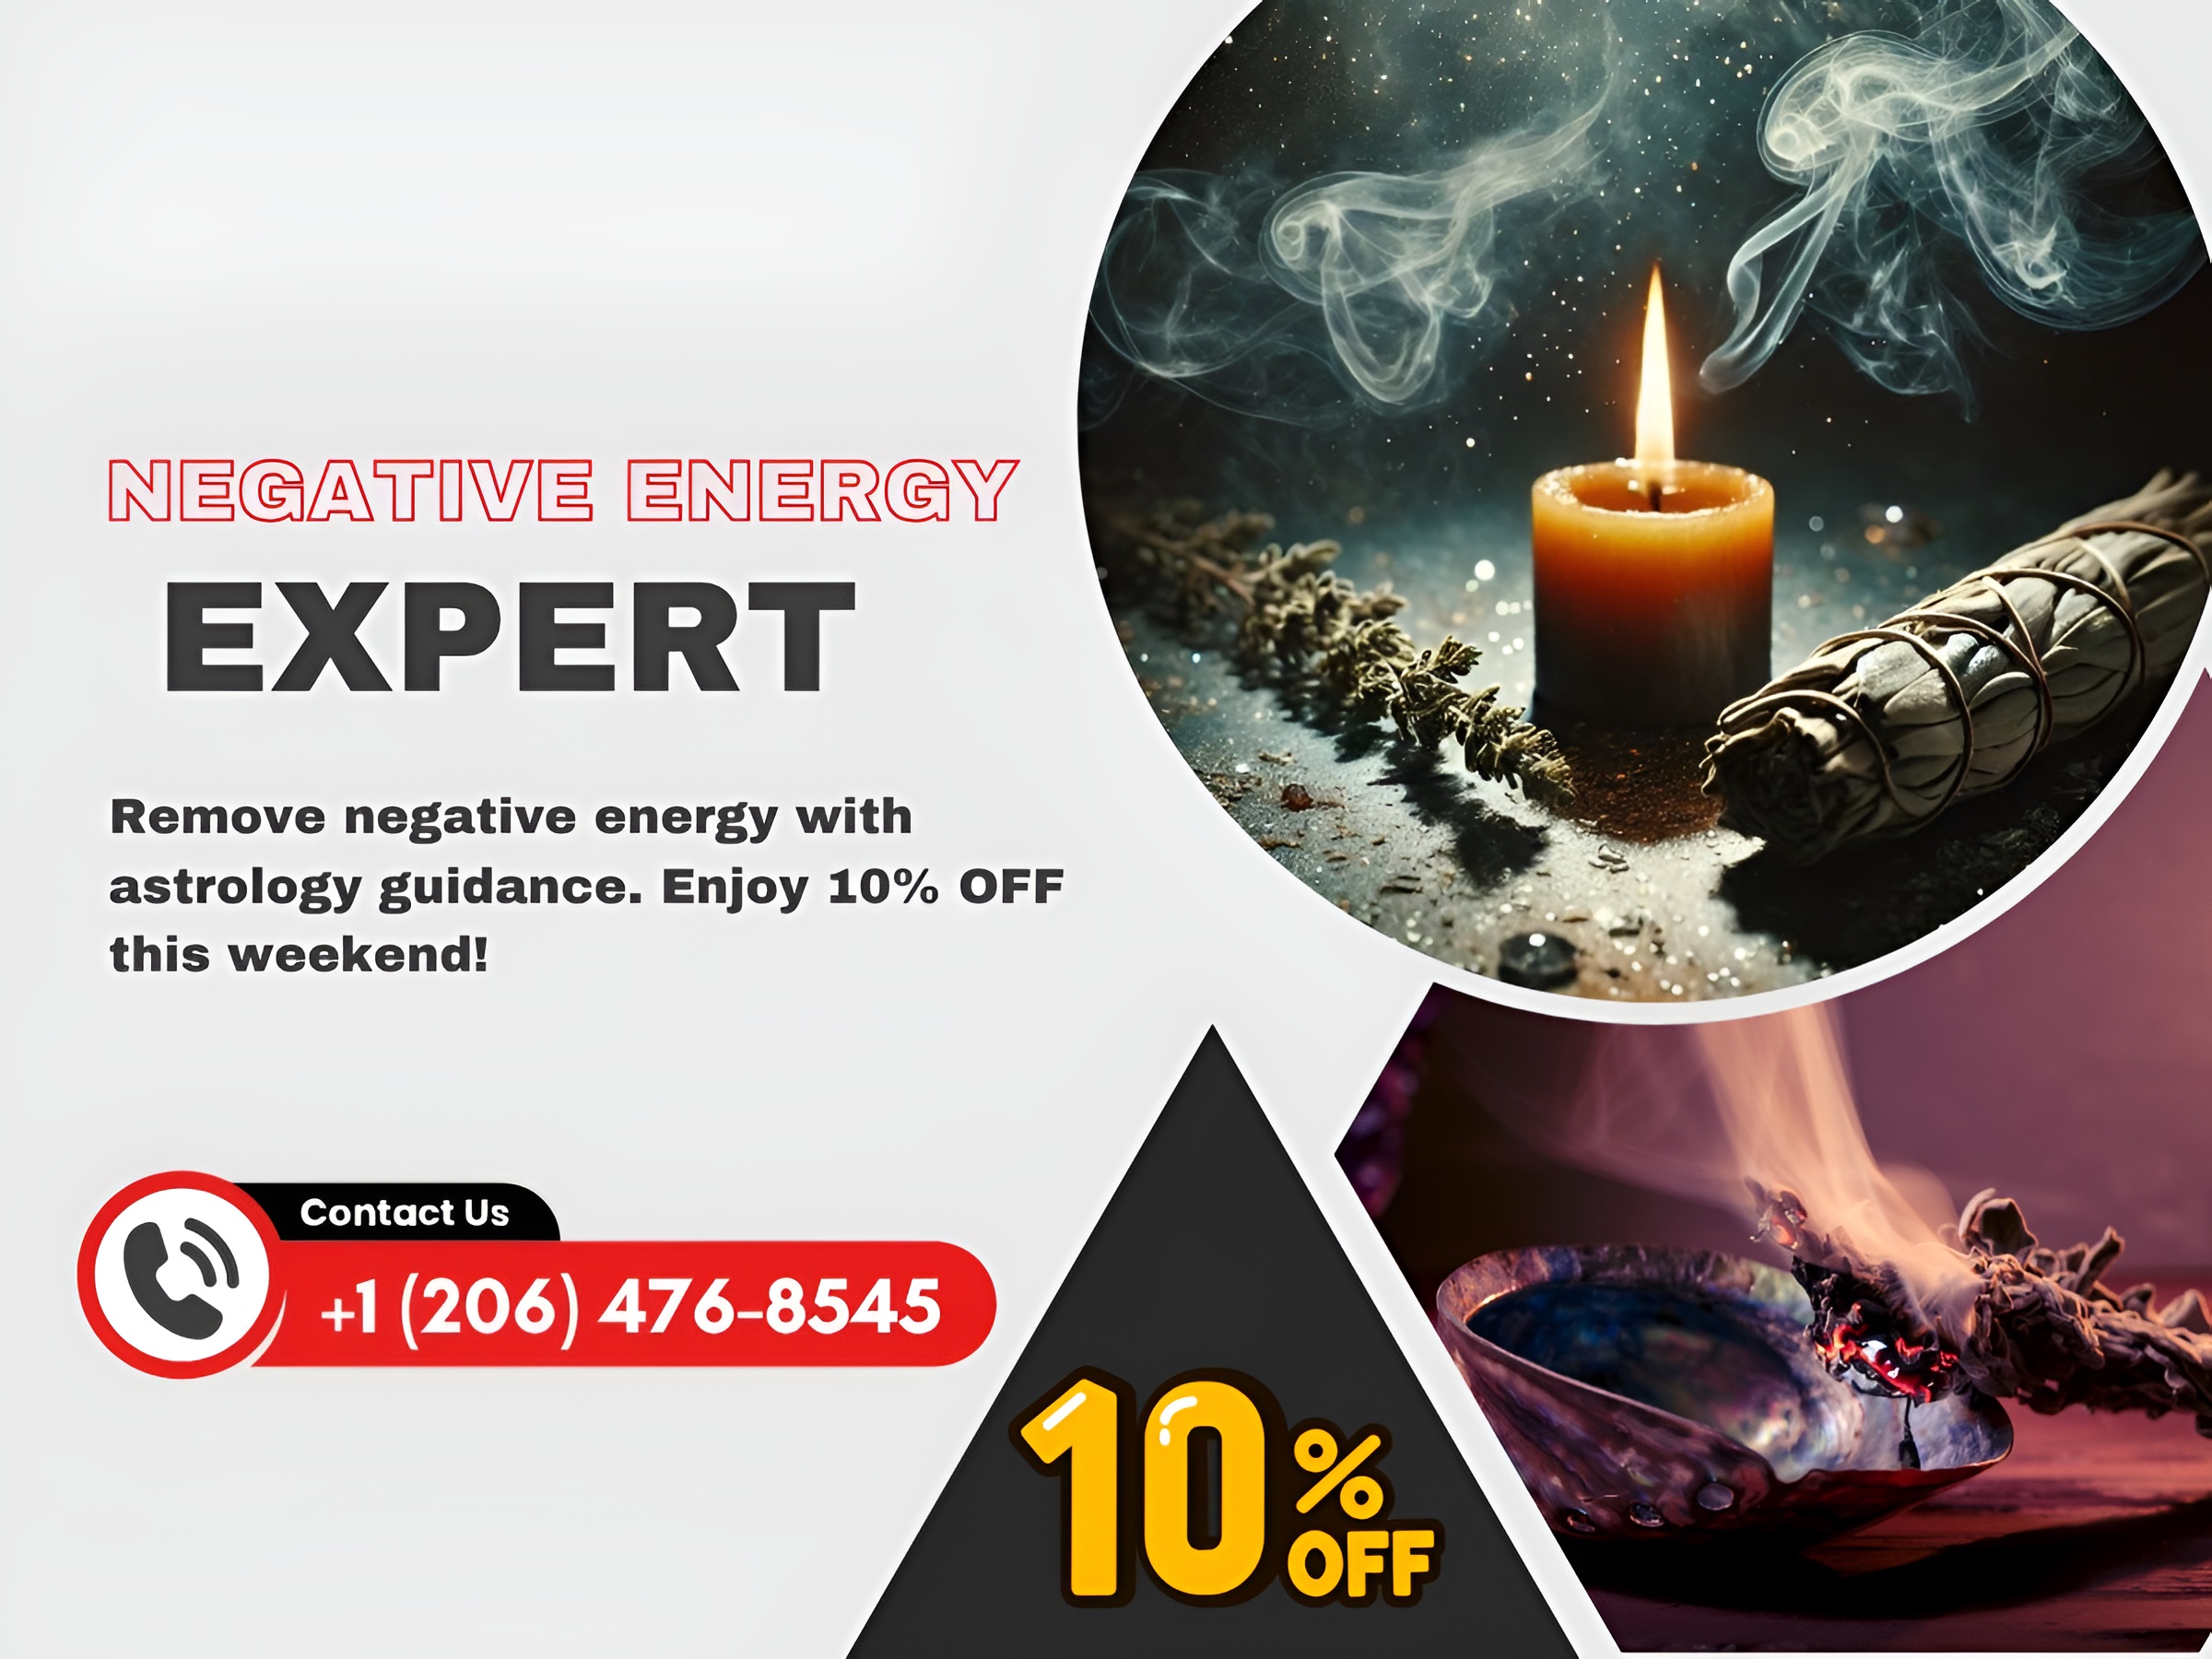 NEGATIVE ENERGY
EXPERT
Remove negative energy with
astrology guidance. Enjoy 10% OFF
this weekend!
Contact Us
+1 (206) 476-8545
10%
OFF